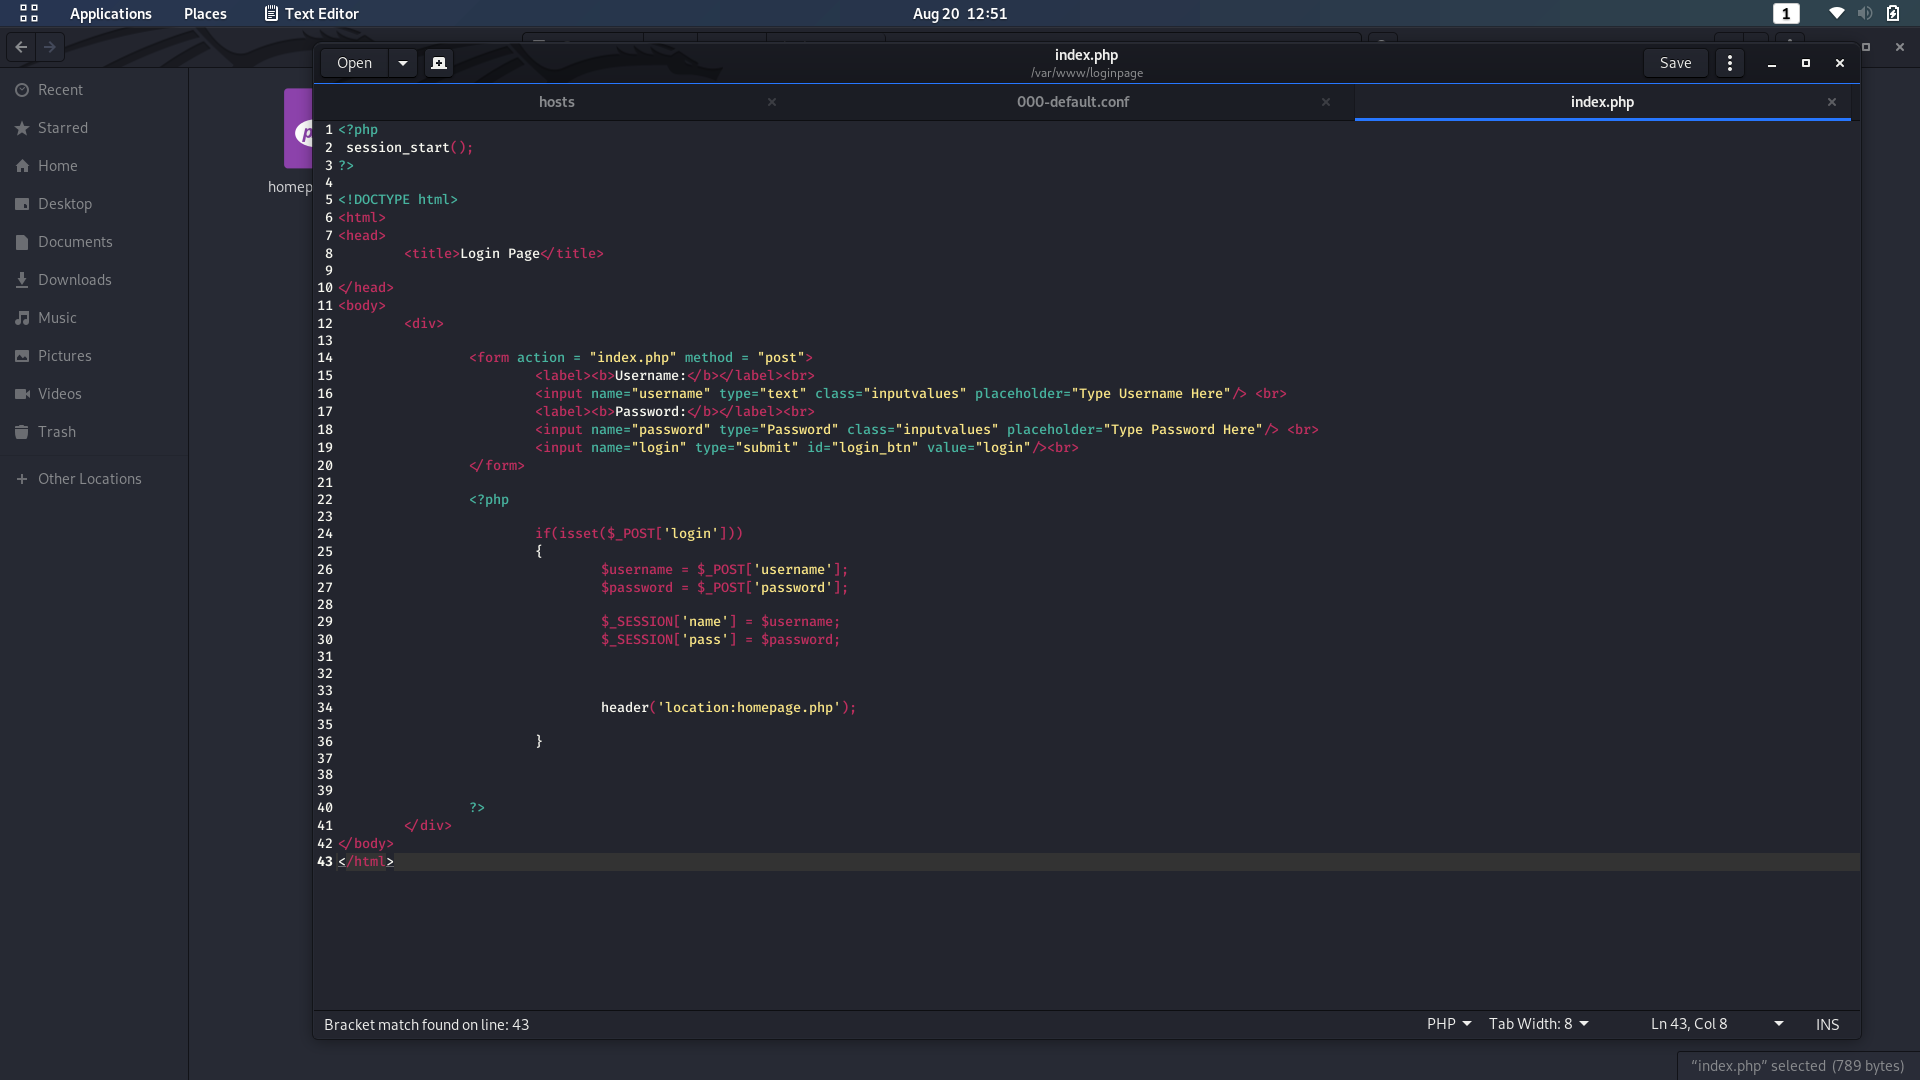 Applications Places Text Editor Aug 20 12:51 1
Open index.php Save
/var/www/loginpage
hosts 000-default.conf index.php
Recent
Starred
Home
Desktop
Documents
Downloads
Music
Pictures
Videos
Trash
Other Locations
homep
1 <?php
2  session_start();
3 ?>
4
5 <!DOCTYPE html>
6 <html>
7 <head>
8 	<title>Login Page</title>
9
10 </head>
11 <body>
12 	<div>
13
14 		<form action = "index.php" method = "post">
15 			<label><b>Username:</b></label><br>
16 			<input name="username" type="text" class="inputvalues" placeholder="Type Username Here"/> <br>
17 			<label><b>Password:</b></label><br>
18 			<input name="password" type="Password" class="inputvalues" placeholder="Type Password Here"/> <br>
19 			<input name="login" type="submit" id="login_btn" value="login"/><br>
20 		</form>
21
22 		<?php
23
24 			if(isset($_POST['login']))
25 			{
26 				$username = $_POST['username'];
27 				$password = $_POST['password'];
28
29 				$_SESSION['name'] = $username;
30 				$_SESSION['pass'] = $password;
31
32
33
34 				header('location:homepage.php');
35
36 			}
37
38
39
40 		?>
41 	</div>
42 </body>
43 </html>
Bracket match found on line: 43 PHP Tab Width: 8 Ln 43, Col 8 INS
“index.php” selected (789 bytes)